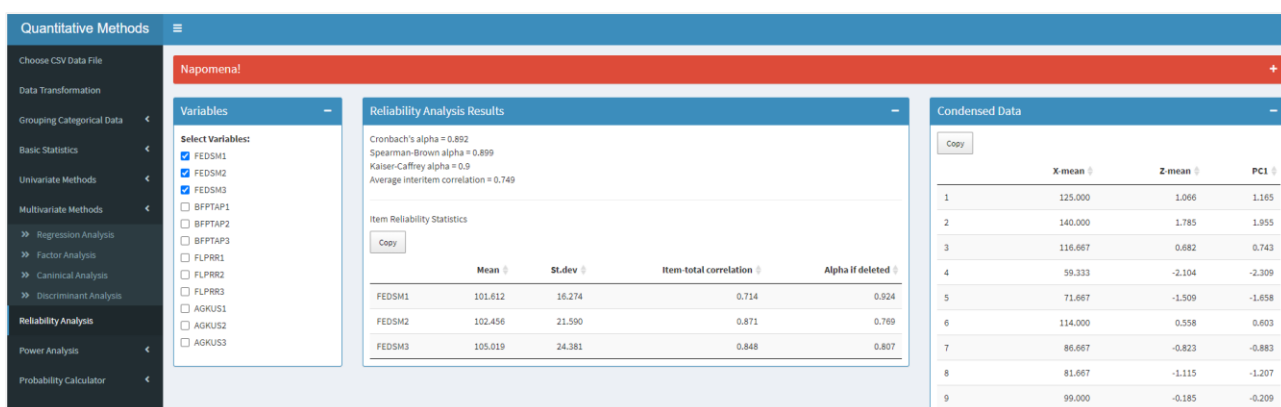 Quantitative Methods
Choose CSV Data File
Data Transformation
Grouping Categorical Data
Basic Statistics
Univariate Methods
Multivariate Methods
Regression Analysis
Factor Analysis
Caninical Analysis
Discriminant Analysis
Reliability Analysis
Power Analysis
Probability Calculator
Napomena!
Variables
Select Variables:
FEDSM1
FEDSM2
FEDSM3
BFPTAP1
BFPTAP2
BFPTAP3
FLPRR1
FLPRR2
FLPRR3
AGKUS1
AGKUS2
AGKUS3
Reliability Analysis Results
Cronbach's alpha = 0.892
Spearman-Brown alpha = 0.899
Kaiser-Caffrey alpha = 0.9
Average interitem correlation = 0.749
Item Reliability Statistics
Copy
Mean St.dev Item-total correlation Alpha if deleted
FEDSM1 101.612 16.274 0.714 0.924
FEDSM2 102.456 21.590 0.871 0.769
FEDSM3 105.019 24.381 0.848 0.807
Condensed Data
Copy
X-mean Z-mean PC1
1 125.000 1.066 1.165
2 140.000 1.785 1.955
3 116.667 0.682 0.743
4 59.333 -2.104 -2.309
5 71.667 -1.509 -1.658
6 114.000 0.558 0.603
7 86.667 -0.823 -0.883
8 81.667 -1.115 -1.207
9 99.000 -0.185 -0.209